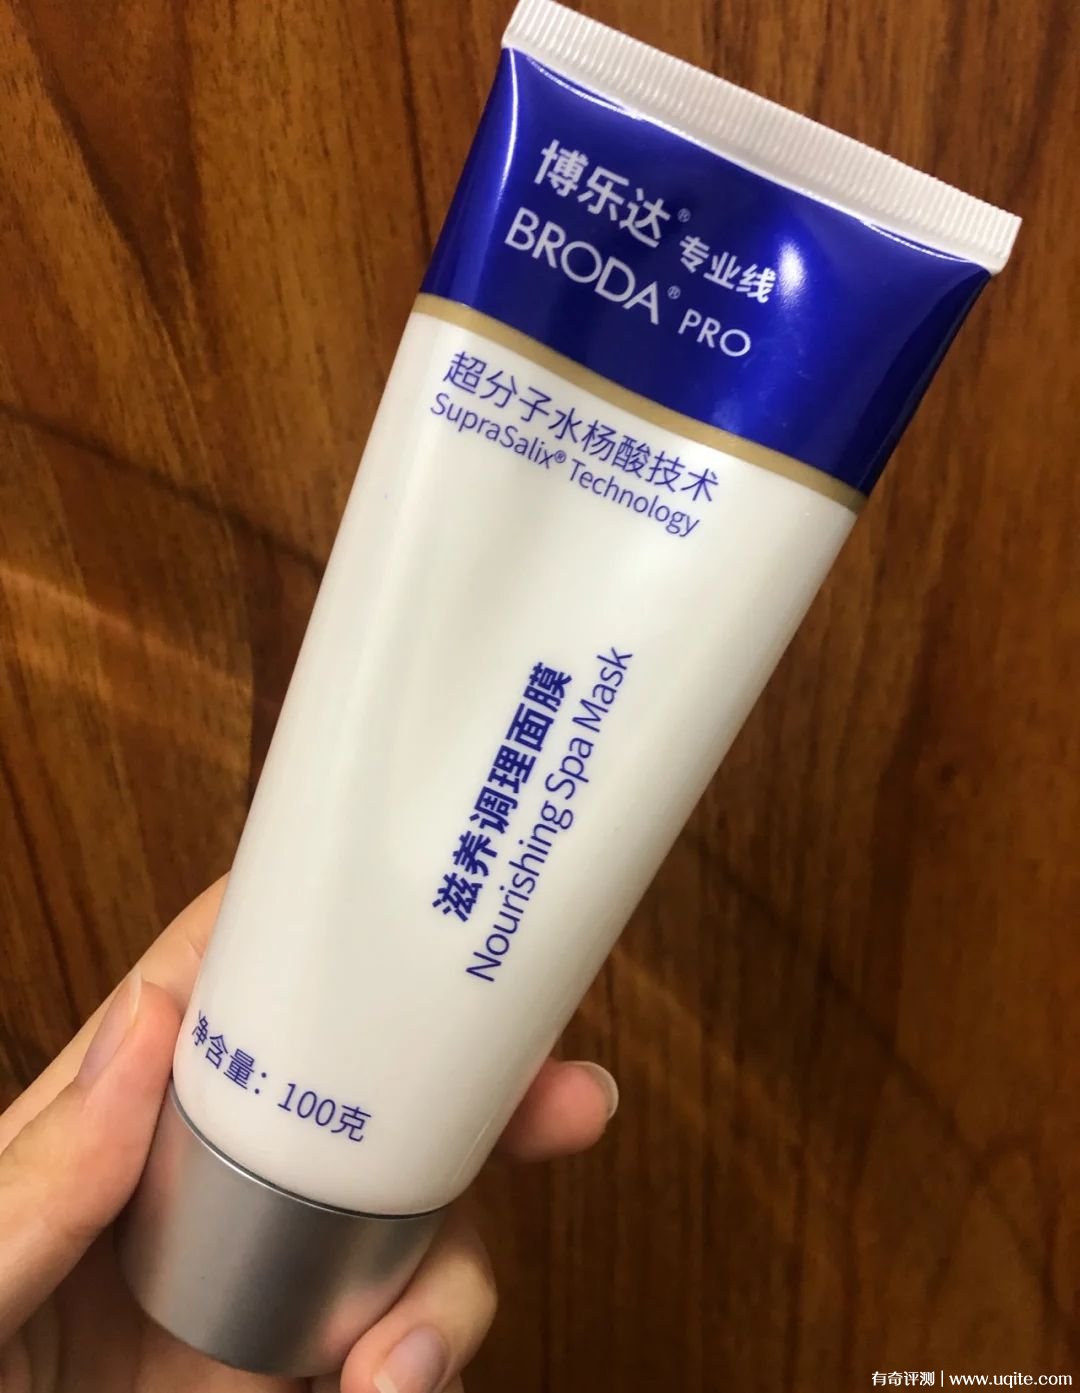 博乐达® 专业线
BRODA® PRO
超分子水杨酸技术
SupraSalix® Technology
滋养调理面膜
Nourishing Spa Mask
净含量：100克
有奇评测 | www.uqite.com